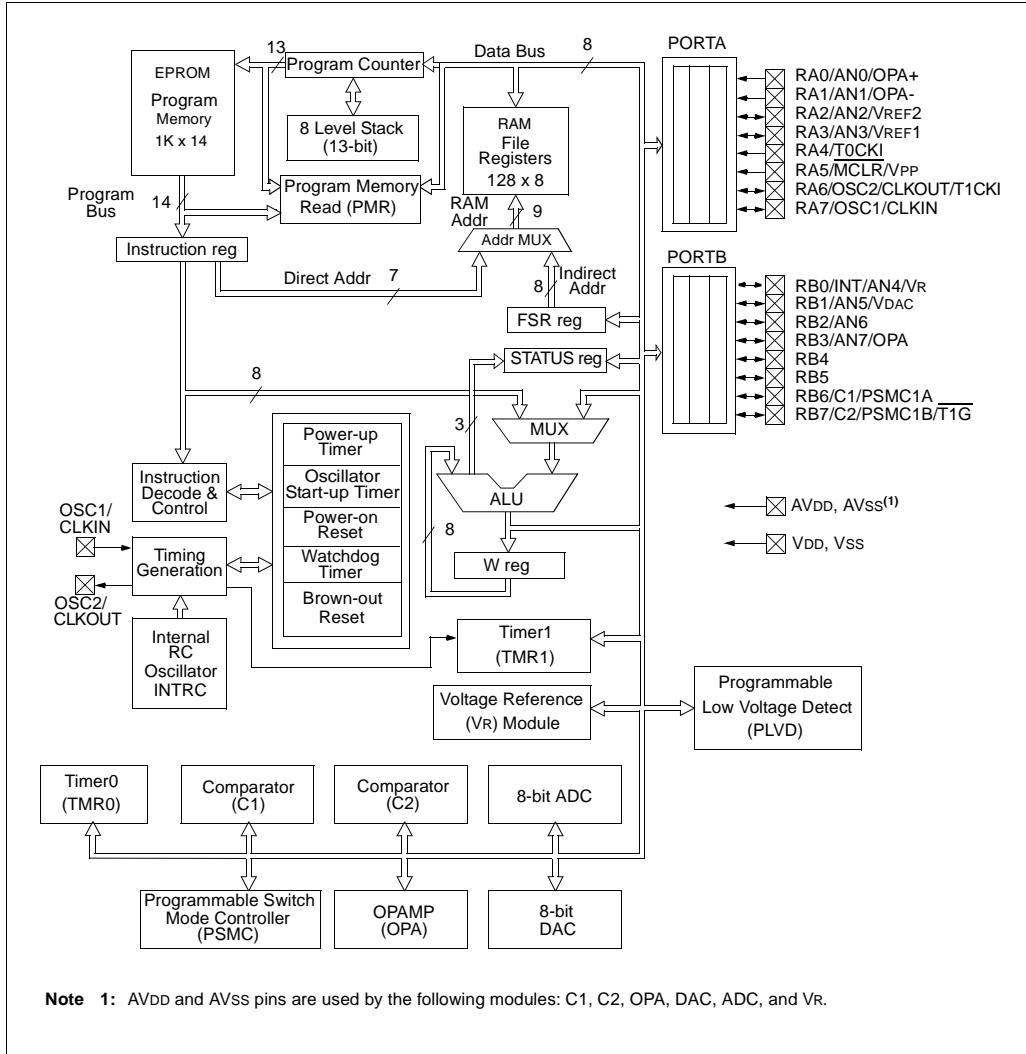 13
Data Bus
8
PORTA
EPROM
Program
Memory
1K x 14
Program Counter
8 Level Stack
(13-bit)
RAM
File
Registers
128 x 8
RA0/AN0/OPA+
RA1/AN1/OPA-
RA2/AN2/VREF2
RA3/AN3/VREF1
RA4/T0CKI
RA5/MCLR/VPP
RA6/OSC2/CLKOUT/T1CKI
RA7/OSC1/CLKIN
Program
Bus
14
Program Memory
Read (PMR)
RAM
Addr
9
Addr MUX
Instruction reg
Direct Addr
7
8
Indirect
Addr
FSR reg
STATUS reg
PORTB
RB0/INT/AN4/VR
RB1/AN5/VDAC
RB2/AN6
RB3/AN7/OPA
RB4
RB5
RB6/C1/PSMC1A
RB7/C2/PSMC1B/T1G
8
3
MUX
ALU
8
W reg
Power-up
Timer
Oscillator
Start-up Timer
Power-on
Reset
Watchdog
Timer
Brown-out
Reset
Instruction
Decode &
Control
OSC1/
CLKIN
Timing
Generation
OSC2/
CLKOUT
Internal
RC
Oscillator
INTRC
AVDD, AVSS(1)
VDD, VSS
Timer1
(TMR1)
Voltage Reference
(VR) Module
Programmable
Low Voltage Detect
(PLVD)
Timer0
(TMR0)
Comparator
(C1)
Comparator
(C2)
8-bit ADC
Programmable Switch
Mode Controller
(PSMC)
OPAMP
(OPA)
8-bit
DAC
Note 1: AVDD and AVSS pins are used by the following modules: C1, C2, OPA, DAC, ADC, and VR.